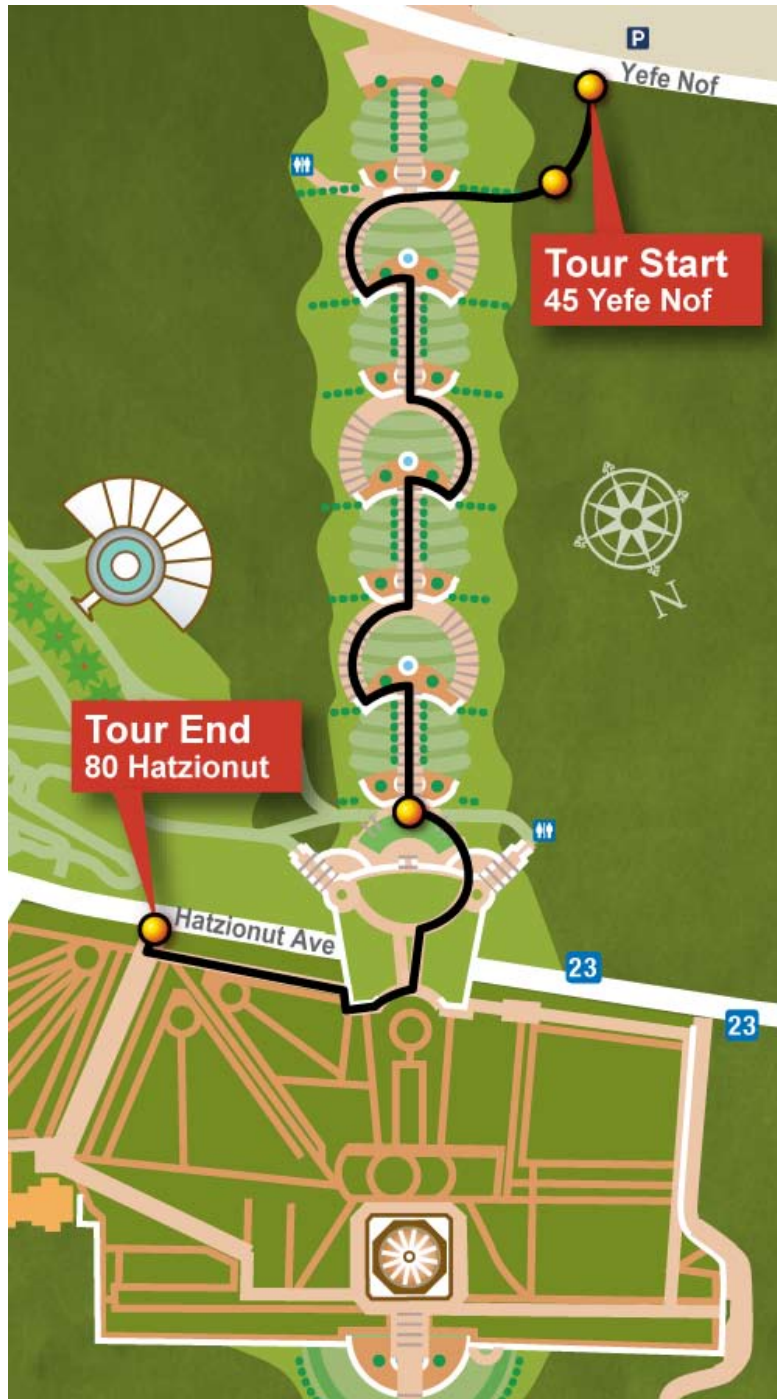 P
Yefe Nof
Tour Start
45 Yefe Nof
N
Tour End
80 Hatzionut
Hatzionut Ave
23
23